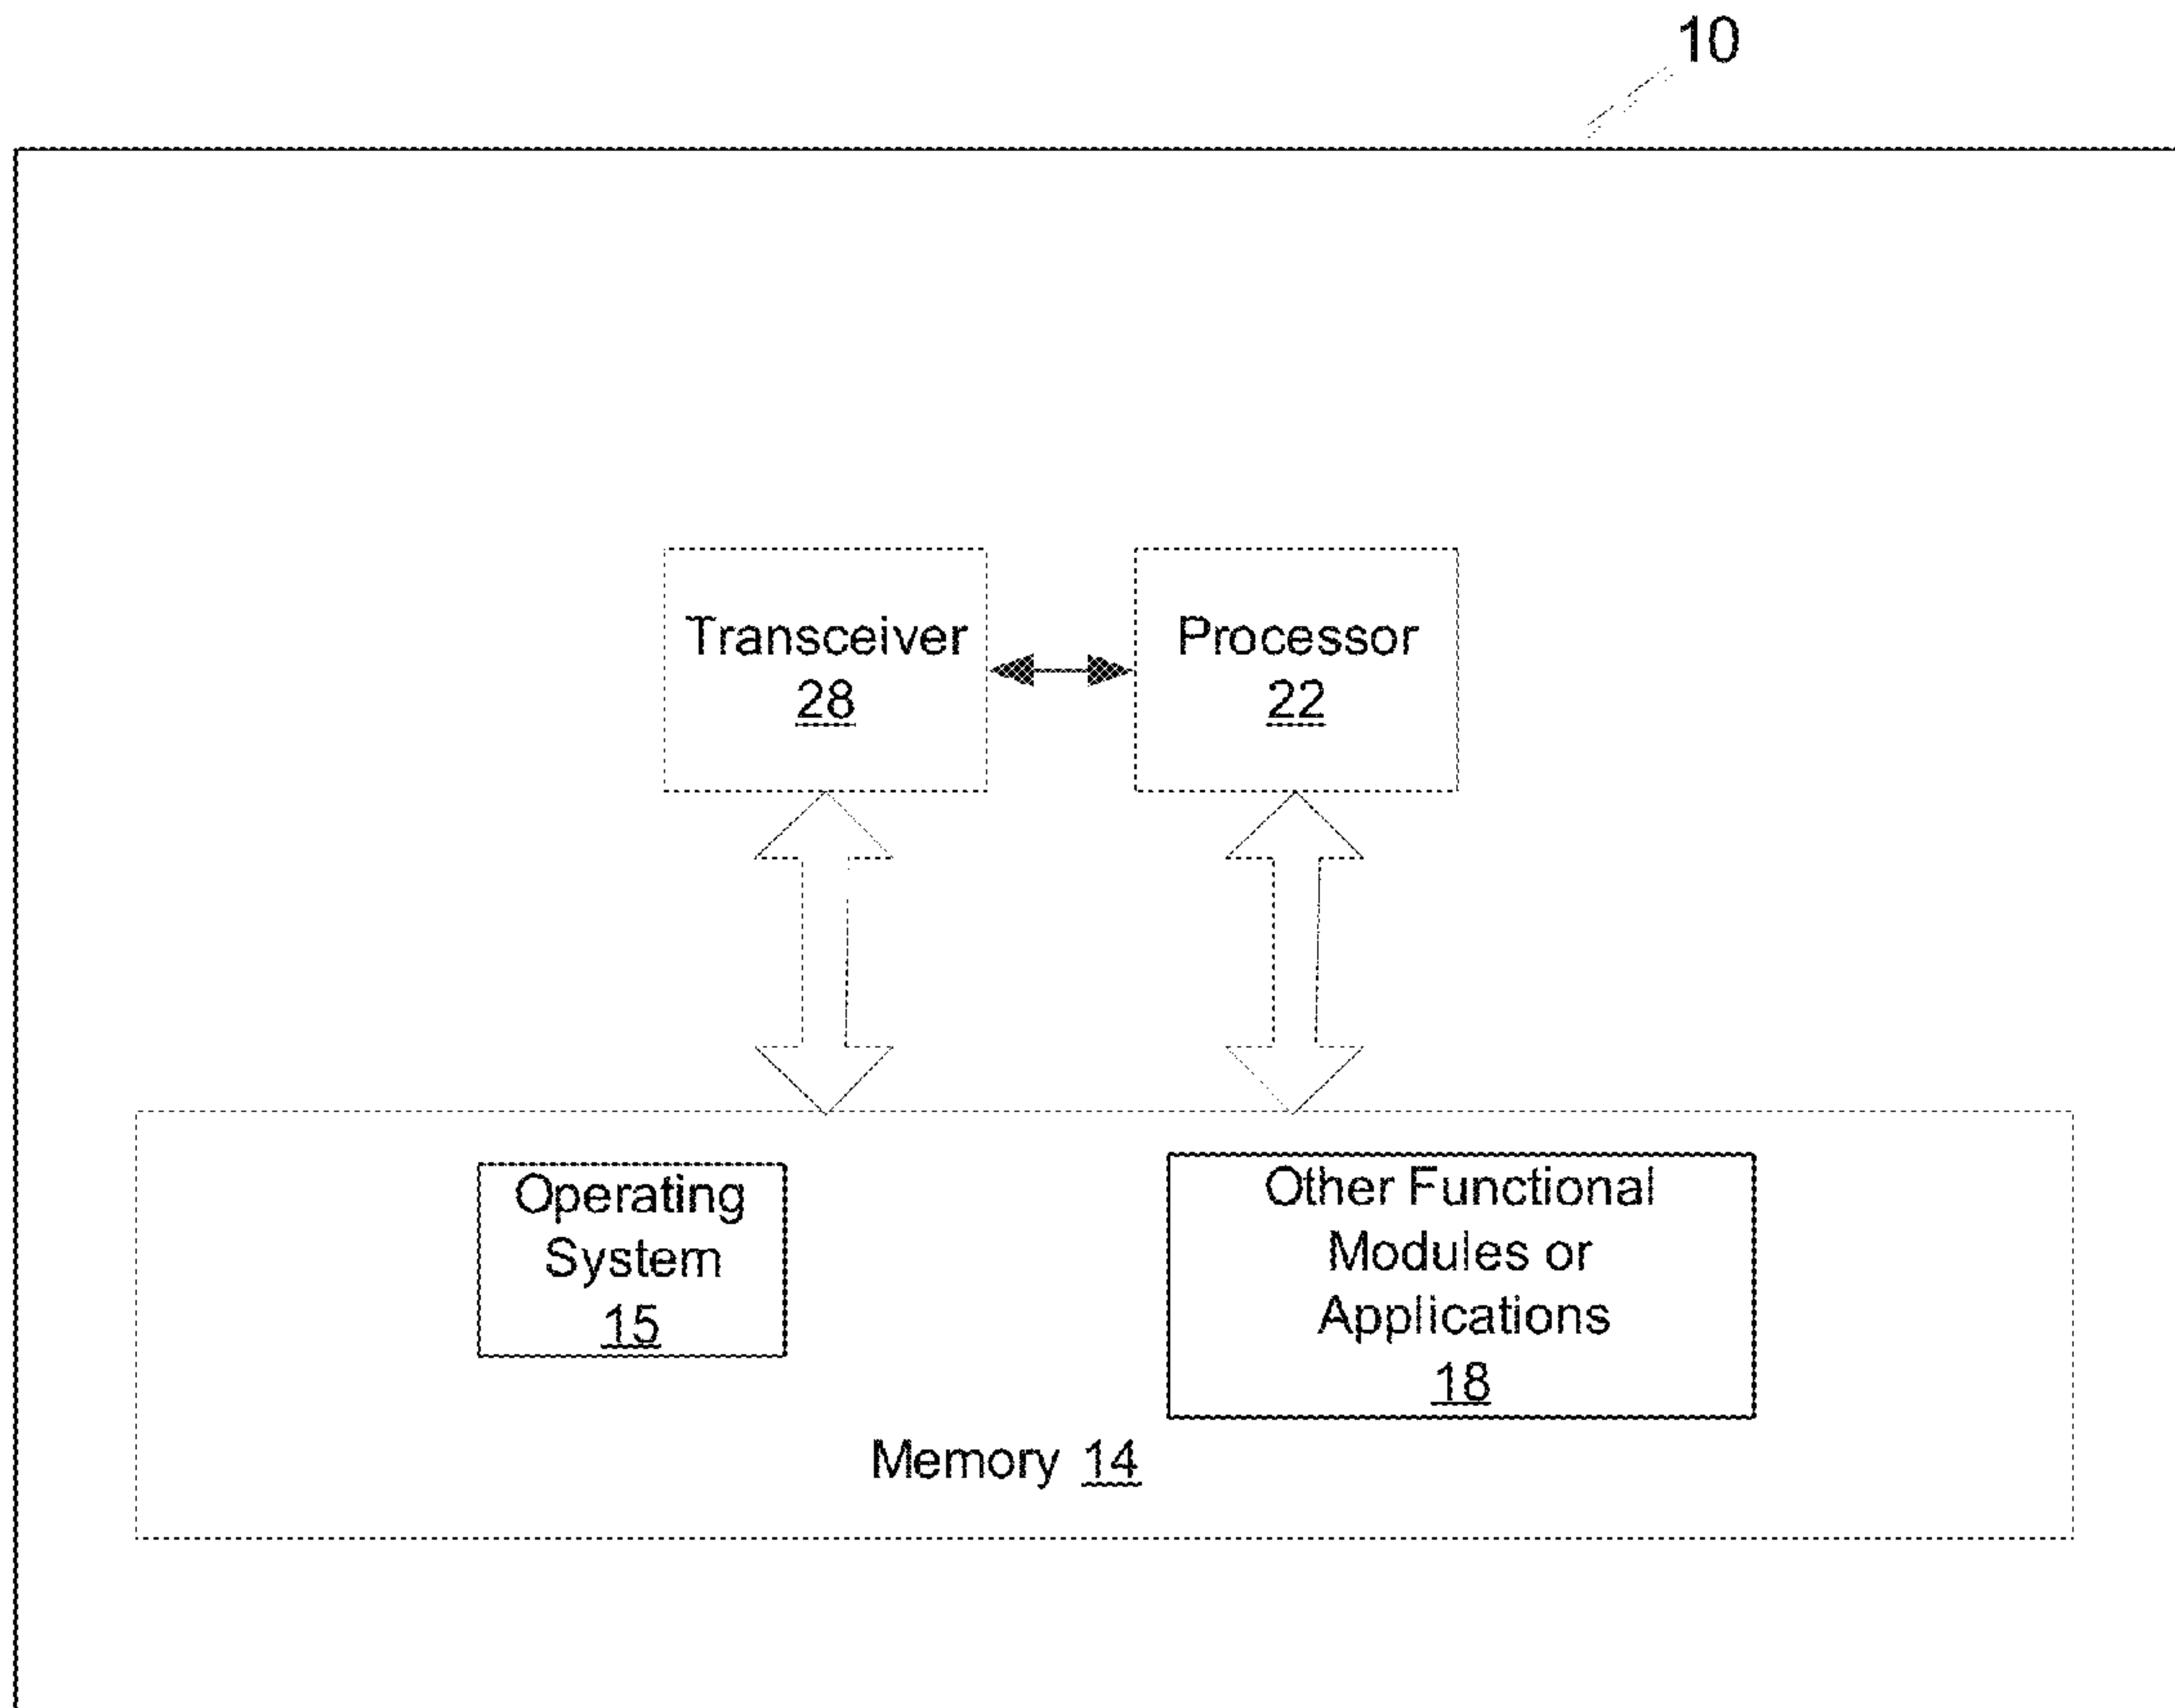 10
Transceiver
28
Processor
22
Operating
System
15
Other Functional
Modules or
Applications
18
Memory 14